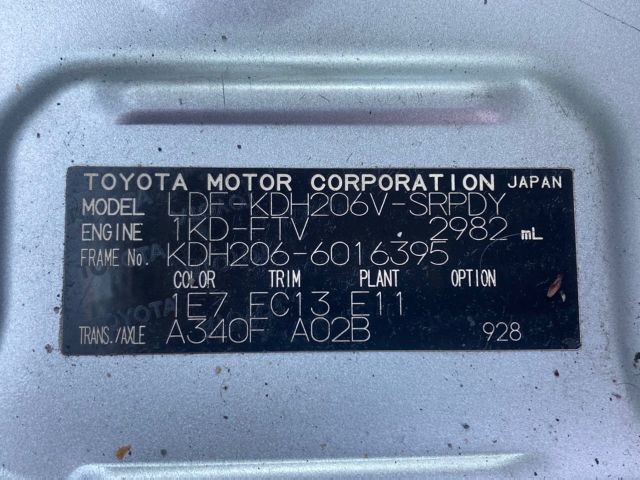 TOYOTA MOTOR CORPORATION JAPAN
MODEL LDF-KDH206V-SRPDY
ENGINE 1KD-FTV 2982 mL
FRAME No. KDH206-6016395
COLOR TRIM PLANT OPTION
1E7 FC13 E11
TRANS./AXLE A340F A02B 928